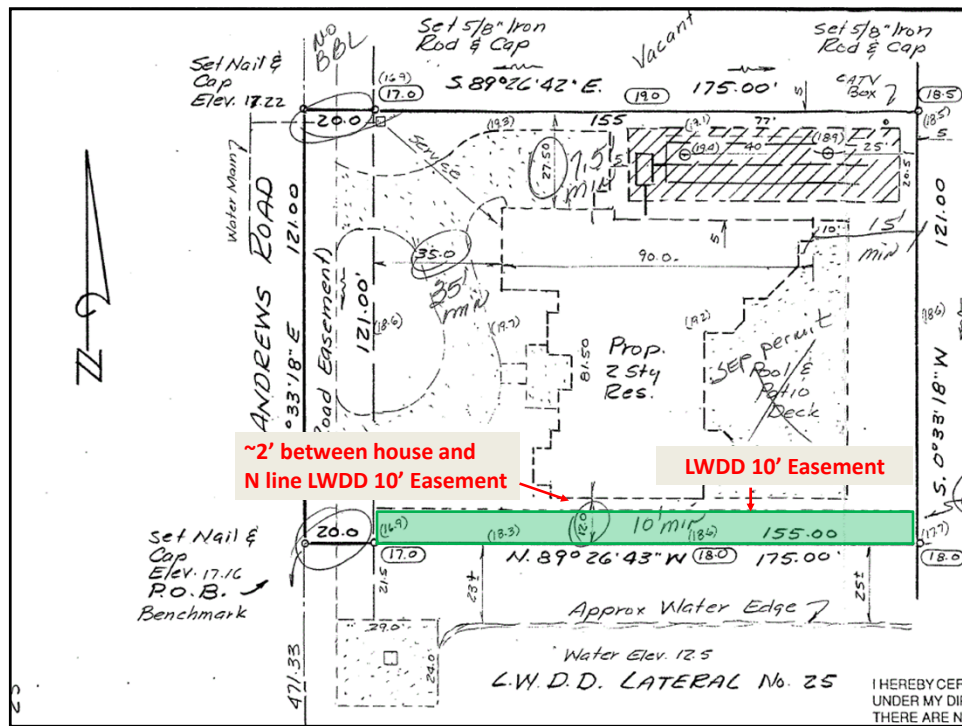 NO
BBL
Set 5/8" Iron
Rod & Cap
Vacant
Set 5/8" Iron
Rod & Cap
Set Nail &
Cap
Elev. 17.22
(16.9)
17.0
S. 89° 26' 42" E.
19.0
175.00'
5
CATV
Box
18.5
(18.5)
20.0
(19.3)
155
(17.1)
77'
5
Water Main
Service
27.50
7.5'
min
5
(19.4)
40
(18.9)
25'
20.5'
121.00
ANDREWS ROAD
(Road Easement)
121.00'
35.0
35'
min
5
10'
15'
min
90.0
121.00
(18.6)
(19.7)
(19.2)
(18.6)
°33'18" E
81.50
Prop.
2 Sty
Res.
SEP permit
Pool &
Patio
Deck
S. 0°33'18" W
~2' between house and
N line LWDD 10' Easement
LWDD 10' Easement
20.0
(16.9)
(18.3)
12.0
10' min
(18.6)
155.00
(17.7)
Set Nail &
Cap
Elev. 17.16
P.O.B.
Benchmark
17.0
N. 89° 26' 43" W
18.0
175.00'
18.0
21.5
23±
25±
Approx Water Edge
29.0'
24.0'
Water Elev. 12.5
471.33
L.W.D.D. LATERAL No. 25
I HEREBY CER
UNDER MY DIR
THERE ARE N